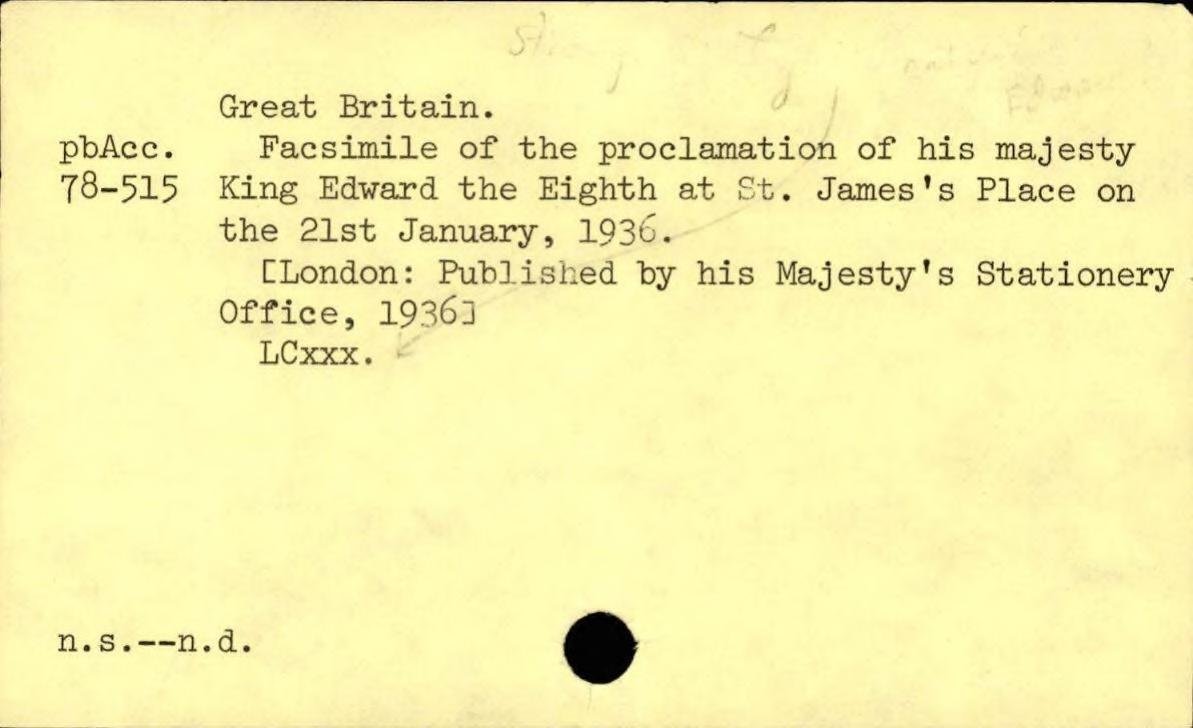 Great Britain.
pbAcc. Facsimile of the proclamation of his majesty
78-515 King Edward the Eighth at St. James's Place on
the 21st January, 1936.
[London: Published by his Majesty's Stationery
Office, 1936]
LCxxx.
n.s.--n.d.